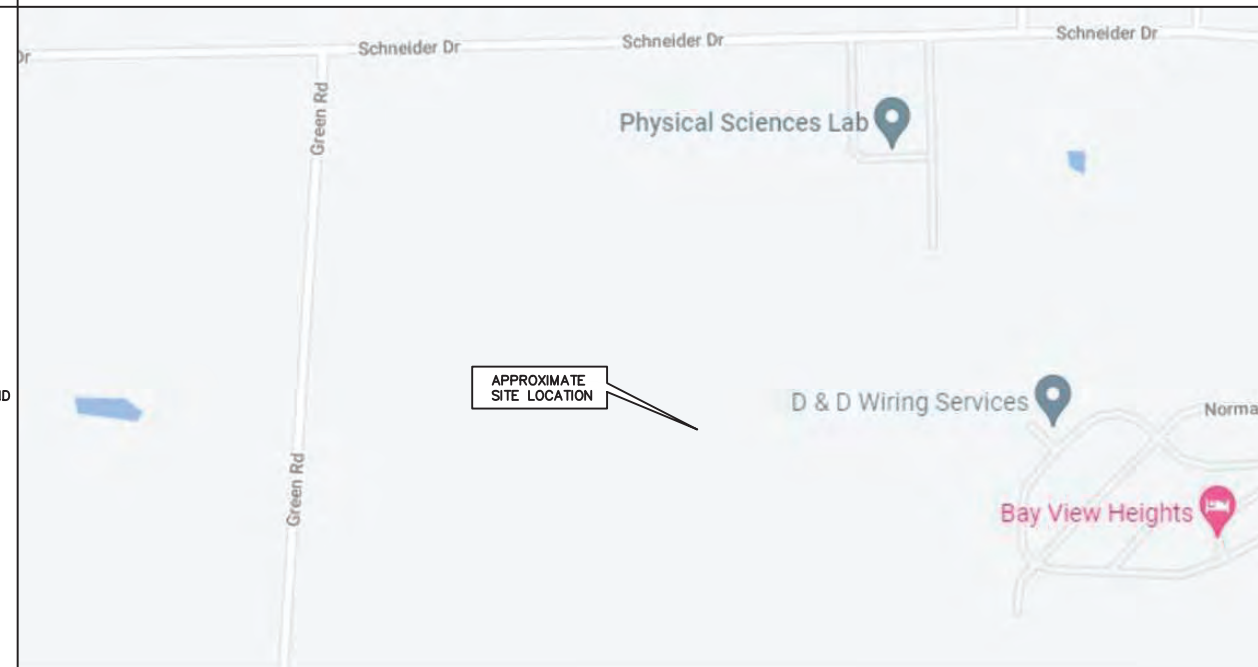 Dr
Schneider Dr
Schneider Dr
Schneider Dr
Green Rd
Physical Sciences Lab
APPROXIMATE
SITE LOCATION
D & D Wiring Services
Norma
Green Rd
Bay View Heights